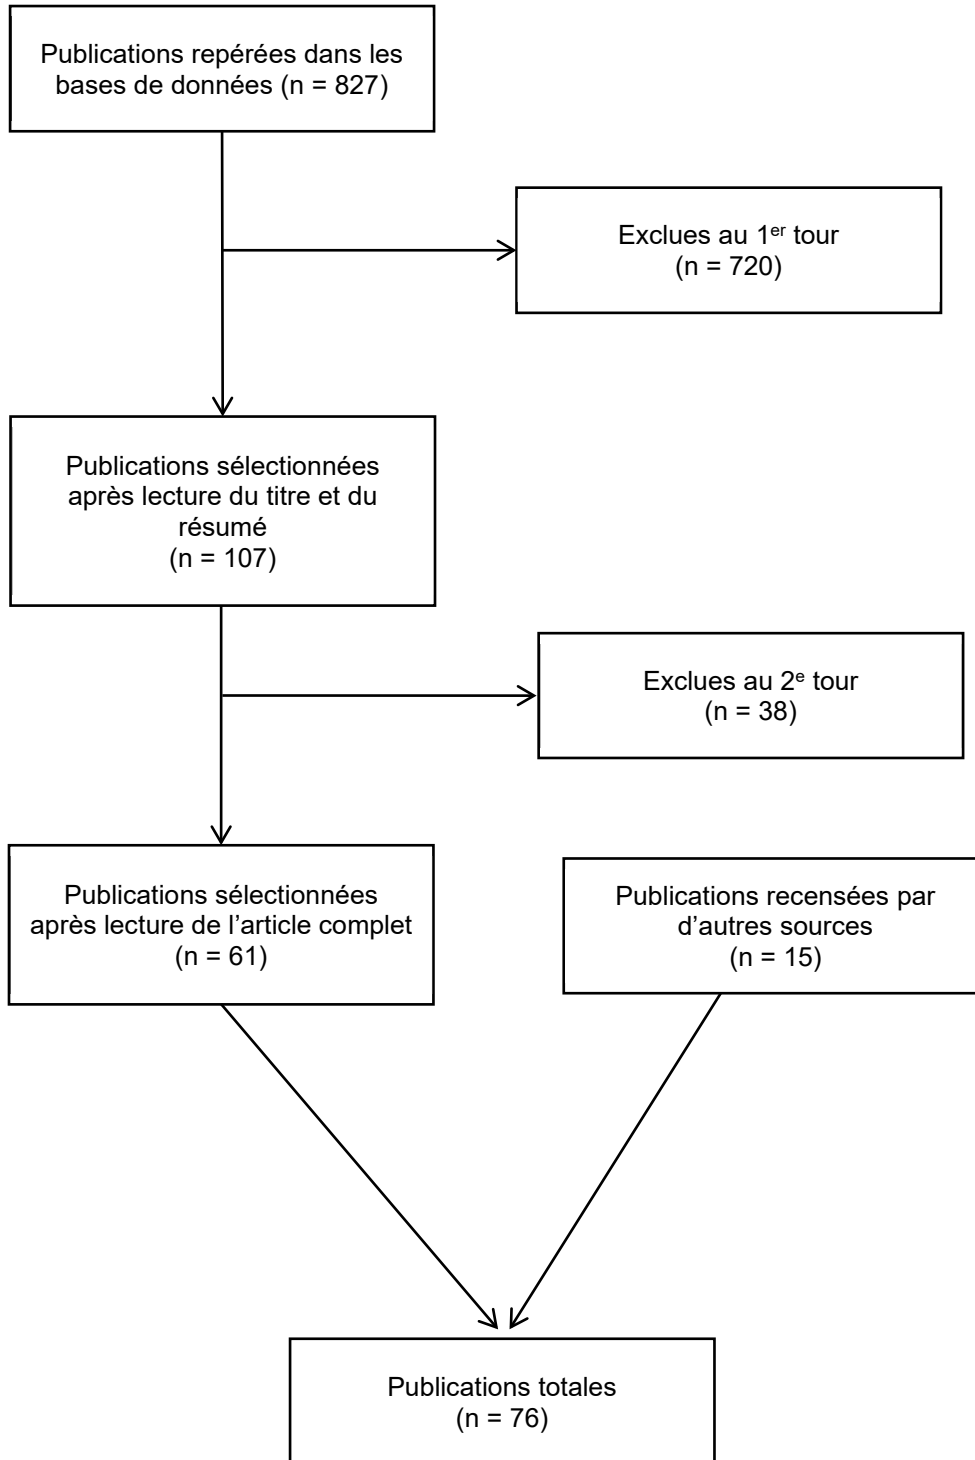 Publications repérées dans les
bases de données (n = 827)
Exclues au 1er tour
(n = 720)
Publications sélectionnées
après lecture du titre et du
résumé
(n = 107)
Exclues au 2e tour
(n = 38)
Publications sélectionnées
après lecture de l’article complet
(n = 61)
Publications recensées par
d’autres sources
(n = 15)
Publications totales
(n = 76)